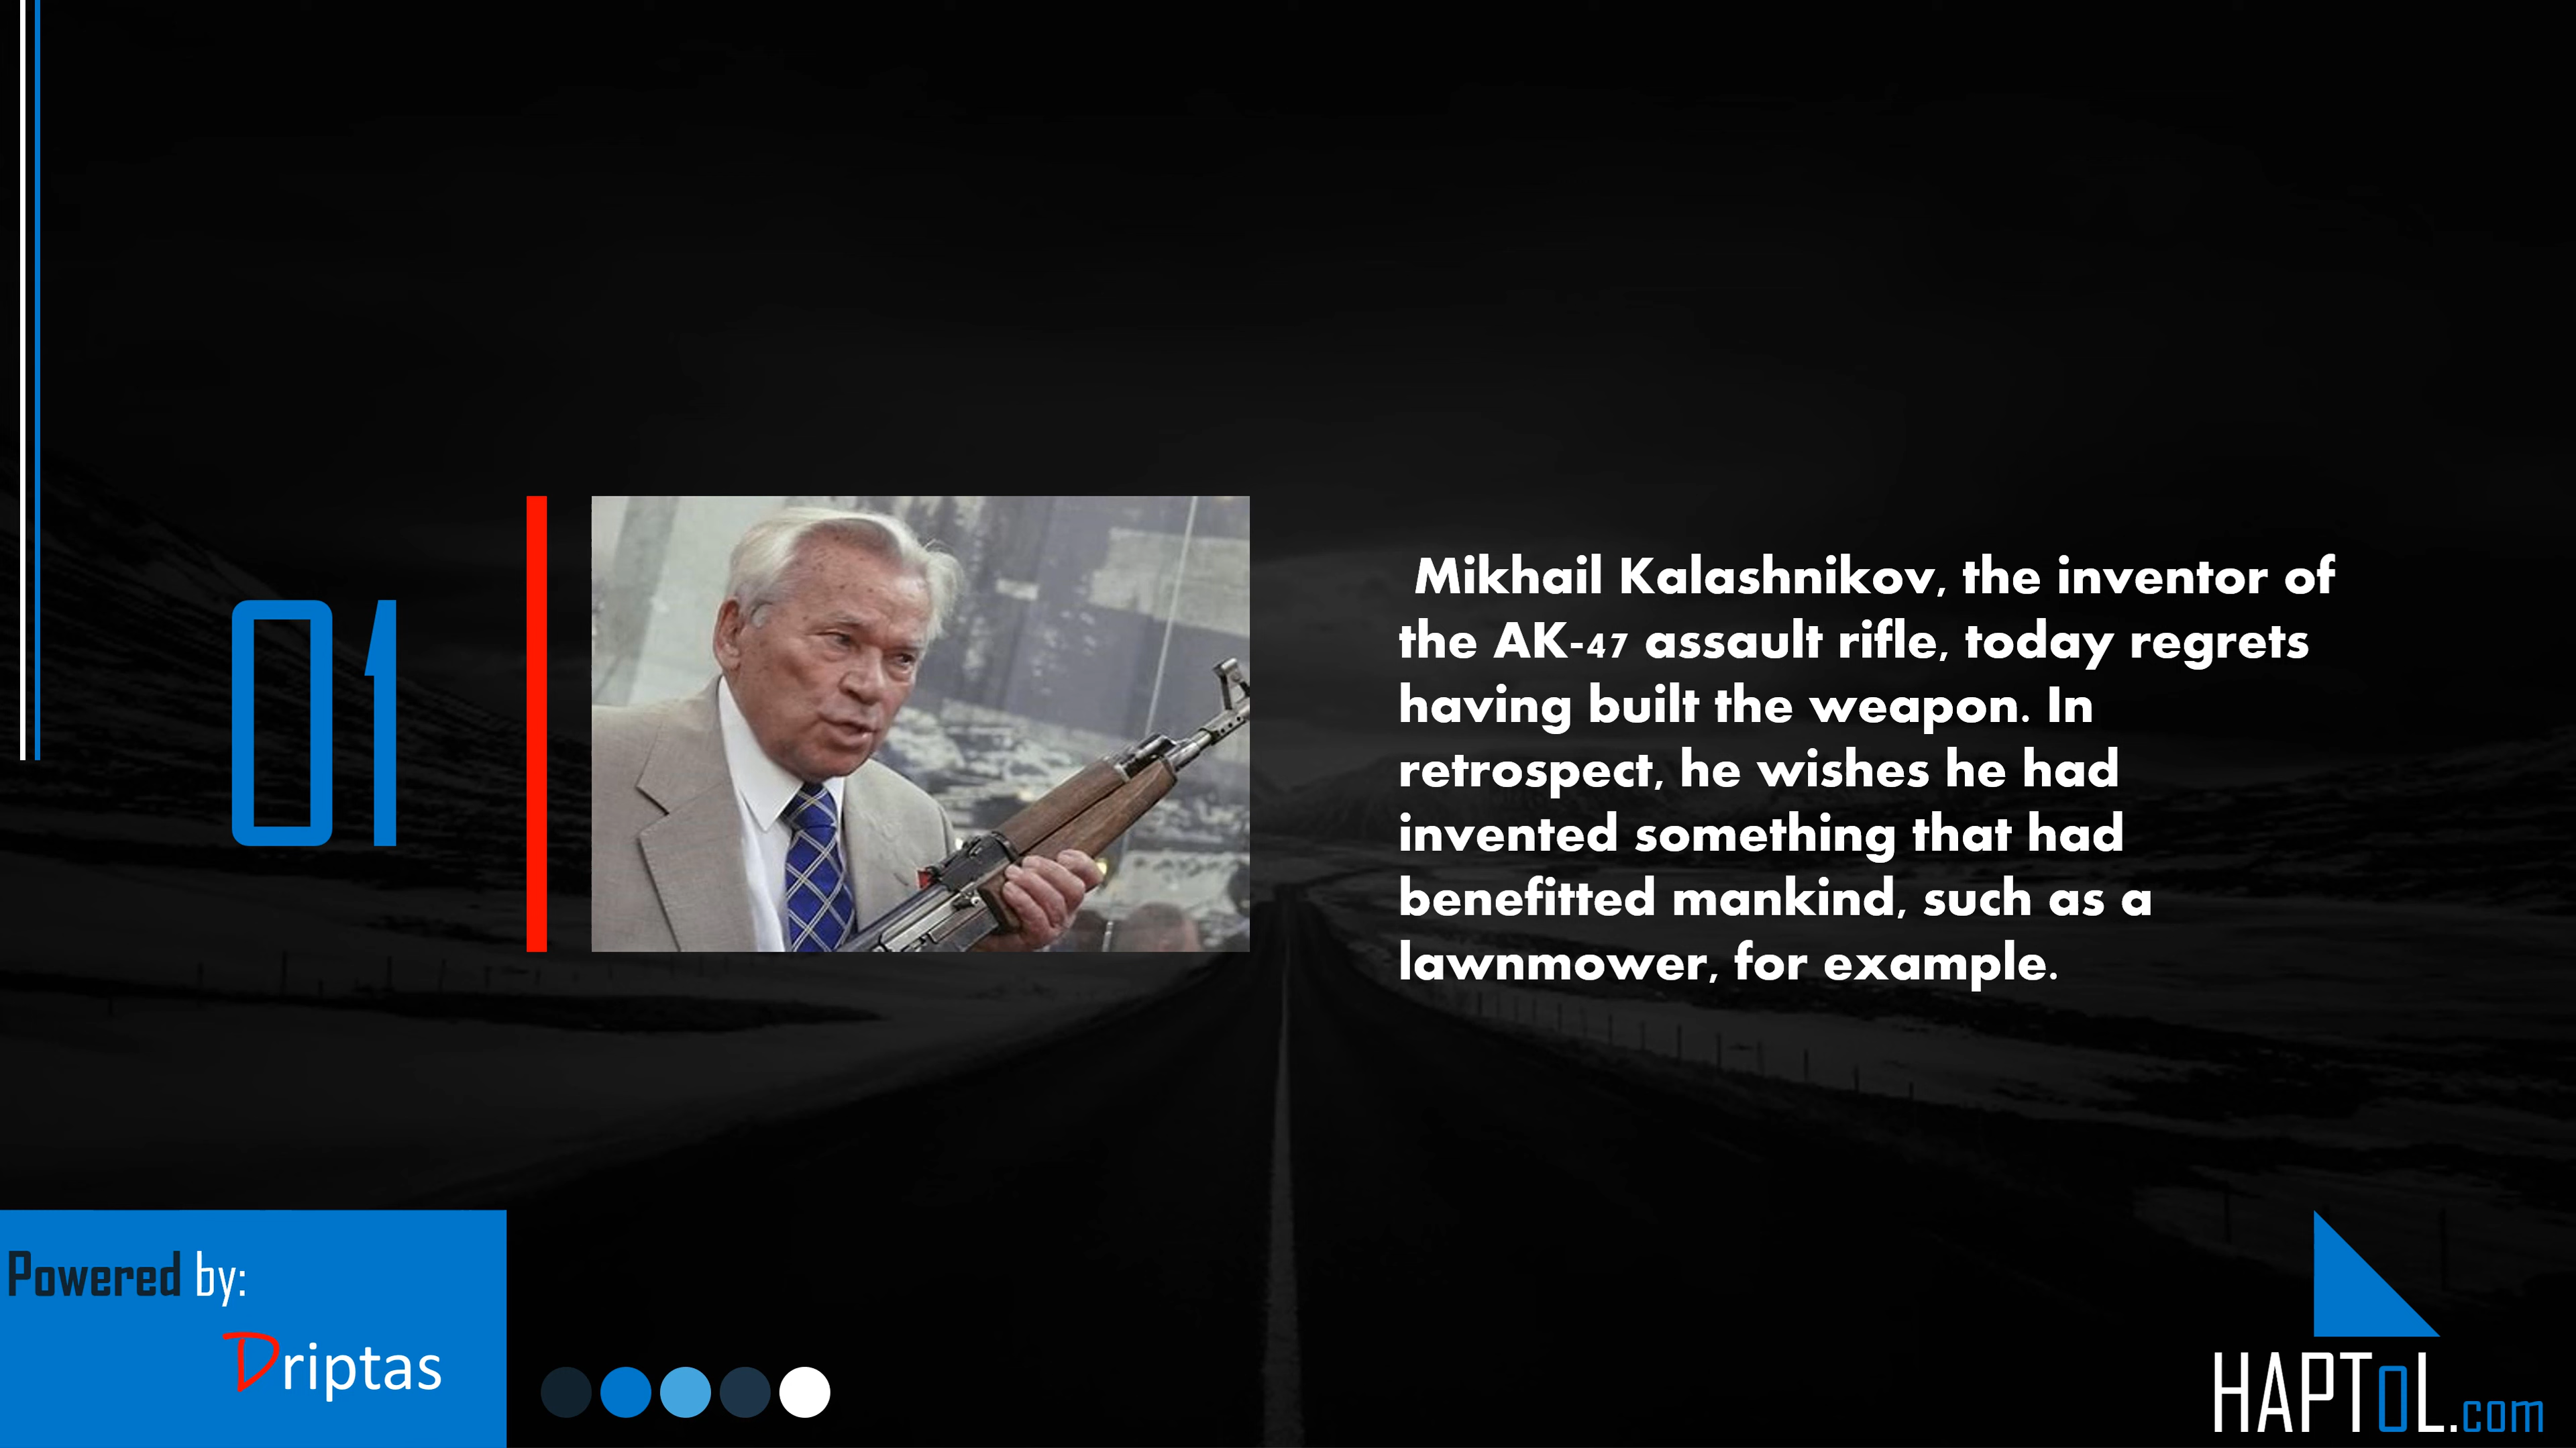 01
Mikhail Kalashnikov, the inventor of
the AK-47 assault rifle, today regrets
having built the weapon. In
retrospect, he wishes he had
invented something that had
benefitted mankind, such as a
lawnmower, for example.
Powered by:
Driptas
HAPToL.com